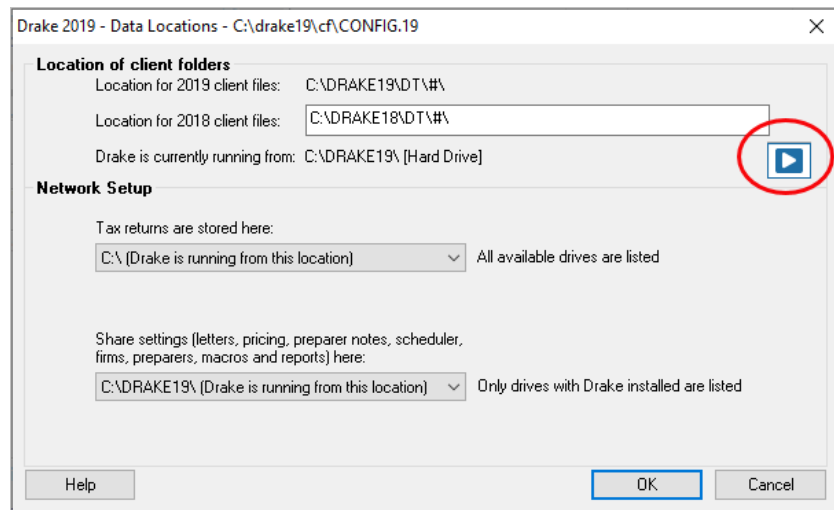 Drake 2019 - Data Locations - C:\drake19\cf\CONFIG.19
Location of client folders
Location for 2019 client files: C:\DRAKE19\DT\#\
Location for 2018 client files: C:\DRAKE18\DT\#\
Drake is currently running from: C:\DRAKE19\ [Hard Drive]
Network Setup
Tax returns are stored here:
C:\ (Drake is running from this location) All available drives are listed
Share settings (letters, pricing, preparer notes, scheduler,
firms, preparers, macros and reports) here:
C:\DRAKE19\ (Drake is running from this location) Only drives with Drake installed are listed
Help OK Cancel